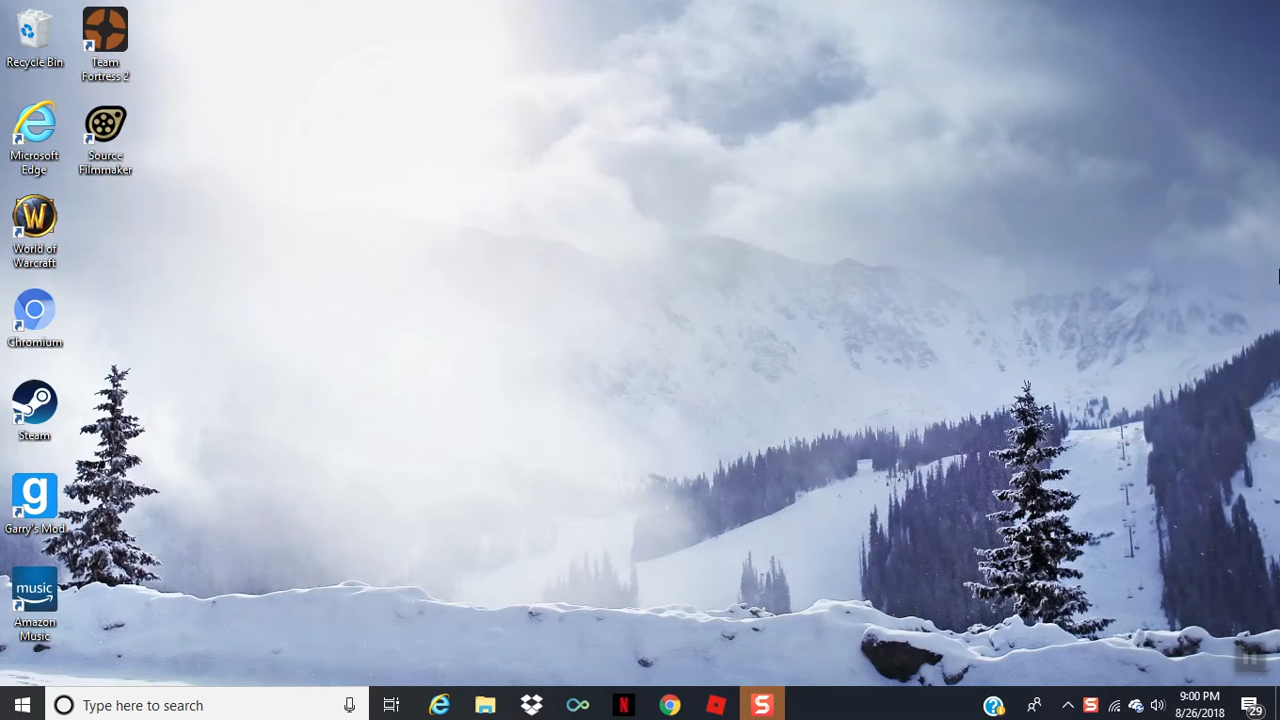 Recycle Bin
Team
Fortress 2
Microsoft
Edge
Source
Filmmaker
W
World of
Warcraft
Chromium
Steam
g
Garry's Mod
music
Amazon
Music
Type here to search
N
S
S
9:00 PM
8/26/2018
29